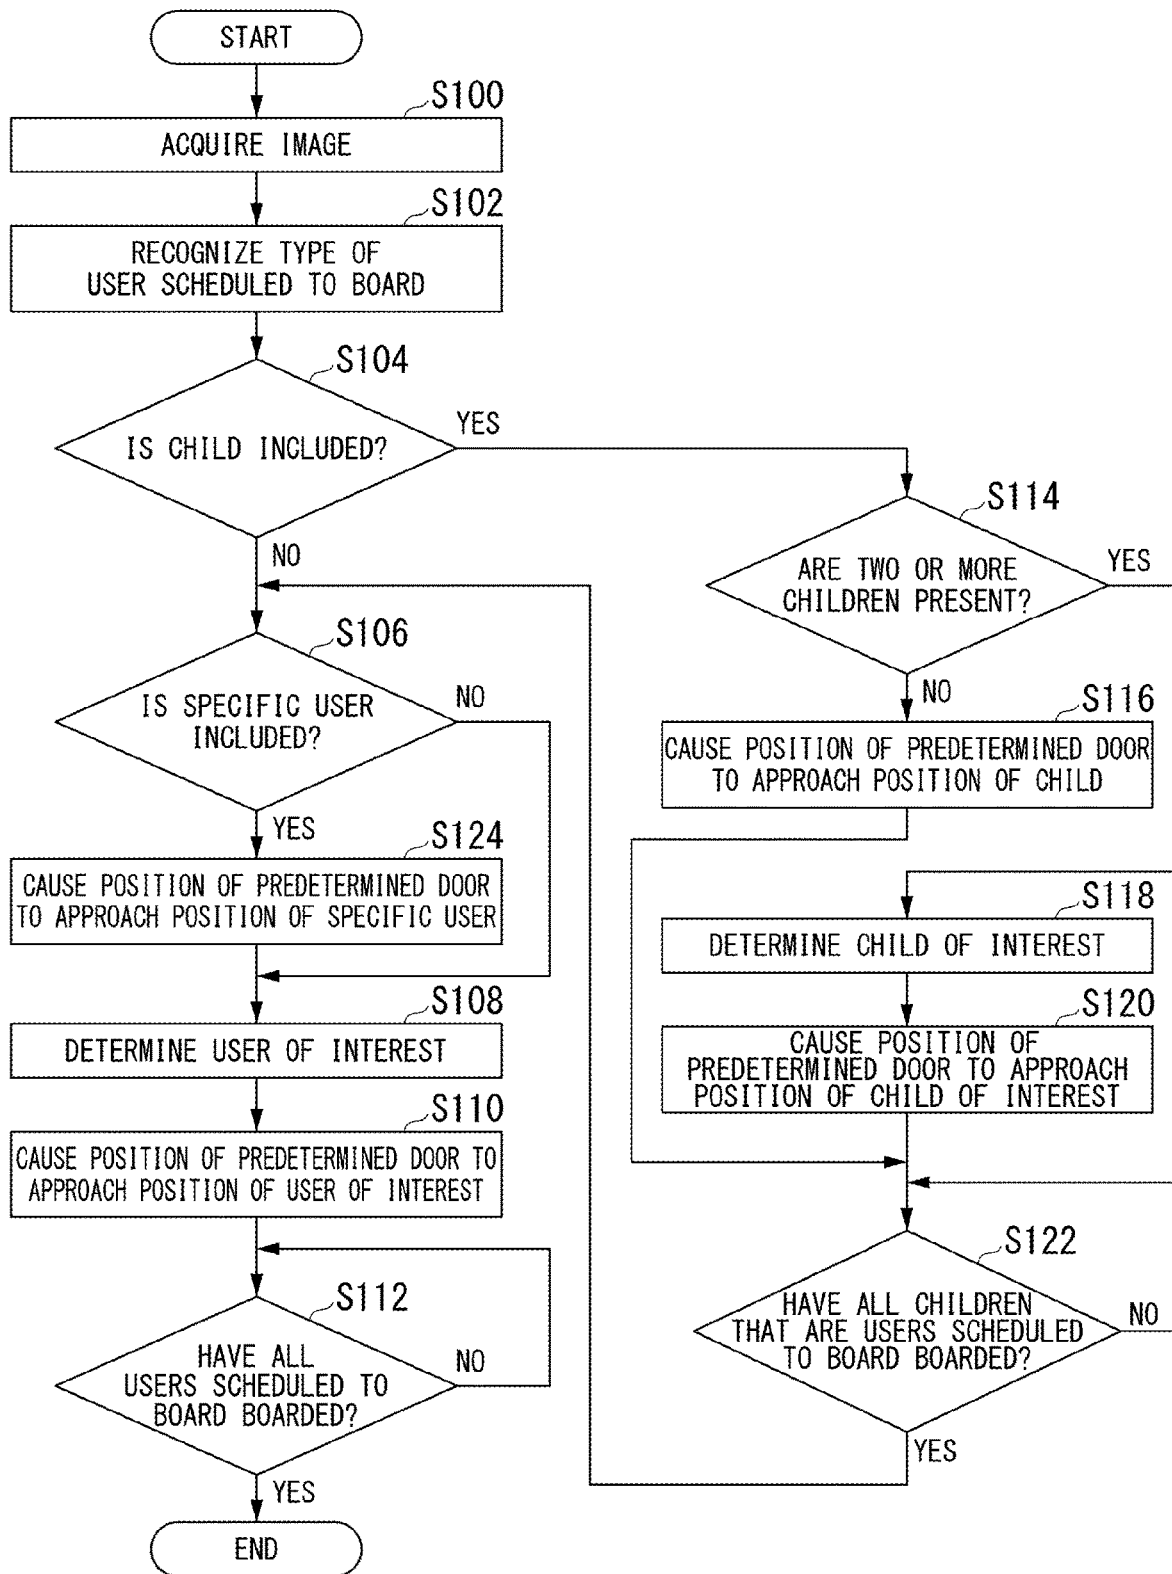 START
S100
ACQUIRE IMAGE
S102
RECOGNIZE TYPE OF
USER SCHEDULED TO BOARD
S104
IS CHILD INCLUDED?
YES
NO
S106
IS SPECIFIC USER
INCLUDED?
NO
YES
S124
CAUSE POSITION OF PREDETERMINED DOOR
TO APPROACH POSITION OF SPECIFIC USER
S108
DETERMINE USER OF INTEREST
S110
CAUSE POSITION OF PREDETERMINED DOOR TO
APPROACH POSITION OF USER OF INTEREST
S112
HAVE ALL
USERS SCHEDULED TO
BOARD BOARDED?
NO
YES
END
S114
ARE TWO OR MORE
CHILDREN PRESENT?
YES
NO
S116
CAUSE POSITION OF PREDETERMINED DOOR
TO APPROACH POSITION OF CHILD
S118
DETERMINE CHILD OF INTEREST
S120
CAUSE POSITION OF
PREDETERMINED DOOR TO APPROACH
POSITION OF CHILD OF INTEREST
S122
HAVE ALL CHILDREN
THAT ARE USERS SCHEDULED
TO BOARD BOARDED?
NO
YES